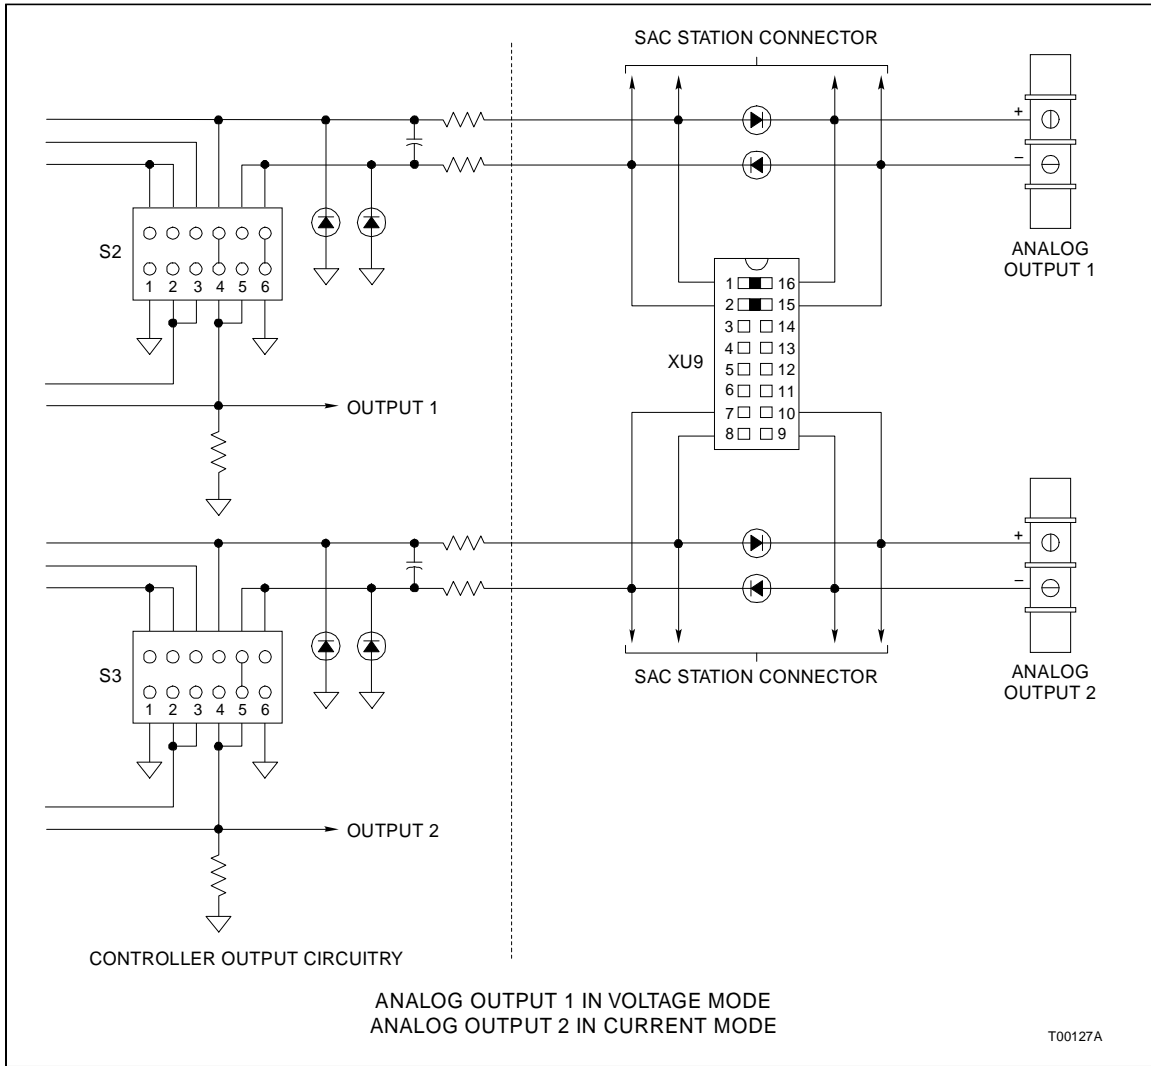 SAC STATION CONNECTOR
+
−
ANALOG
OUTPUT 1
S2
1 2 3 4 5 6
1 16
2 15
3 14
4 13
XU9
5 12
6 11
7 10
8 9
OUTPUT 1
+
−
S3
1 2 3 4 5 6
SAC STATION CONNECTOR
ANALOG
OUTPUT 2
OUTPUT 2
CONTROLLER OUTPUT CIRCUITRY
ANALOG OUTPUT 1 IN VOLTAGE MODE
ANALOG OUTPUT 2 IN CURRENT MODE
T00127A